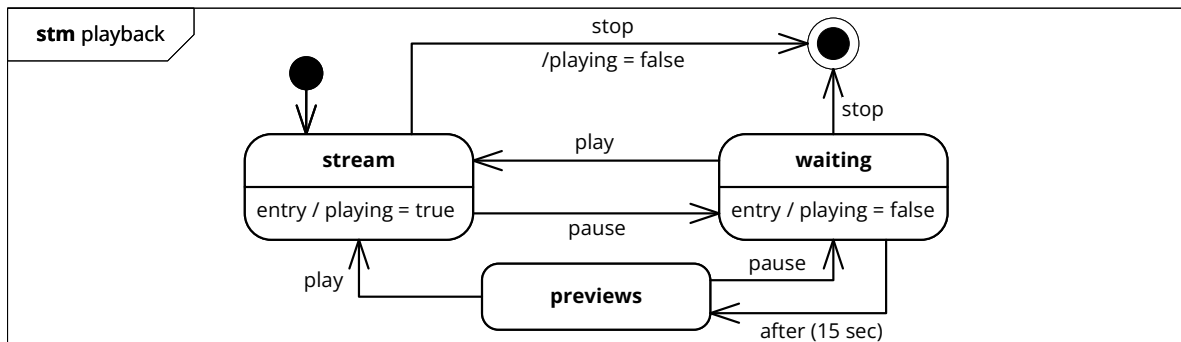 stm playback
stop
/playing = false
stop
stream
play
waiting
entry / playing = true
entry / playing = false
pause
play
previews
pause
after (15 sec)